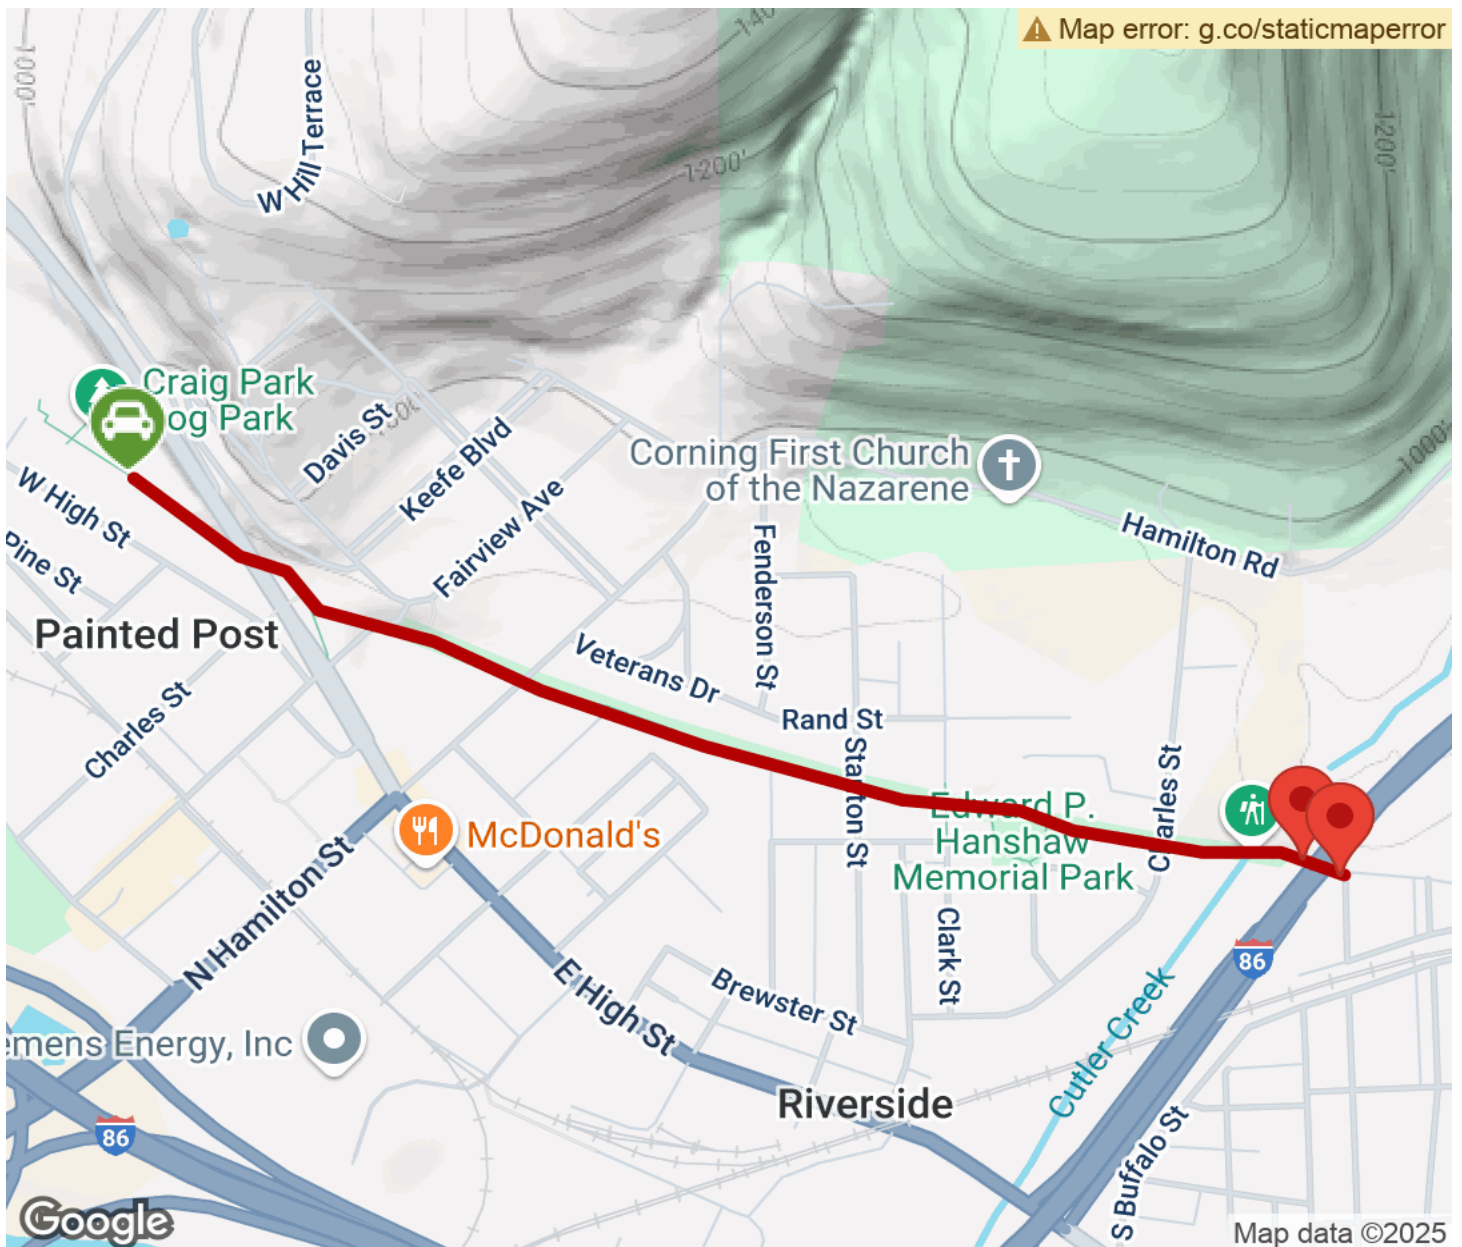 Map error: g.co/staticmaperror
1000'
140
W Hill Terrace
1200'
1200'
Craig Park
og Park
Davis St
Keefe Blvd
Corning First Church
of the Nazarene
1000'
W High St
Pine St
Fairview Ave
Fenderson St
Hamilton Rd
Painted Post
Veterans Dr
Charles St
Rand St
Stanton St
Charles St
Edward P.
Hanshaw
Memorial Park
McDonald's
N Hamilton St
Clark St
86
E High St
Brewster St
emens Energy, Inc
Cutler Creek
Riverside
86
S Buffalo St
Google
Map data ©2025